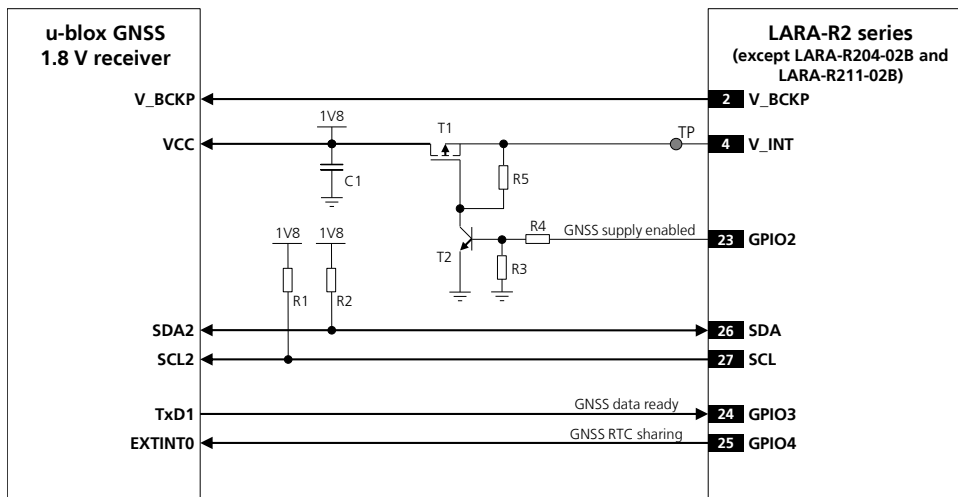 u-blox GNSS
1.8 V receiver
LARA-R2 series
(except LARA-R204-02B and
LARA-R211-02B)
V_BCKP
2 V_BCKP
1V8
T1
TP
VCC
4 V_INT
C1
R5
1V8
1V8
R4
GNSS supply enabled
23 GPIO2
T2
R3
R1
R2
SDA2
26 SDA
SCL2
27 SCL
TxD1
GNSS data ready
24 GPIO3
EXTINT0
GNSS RTC sharing
25 GPIO4